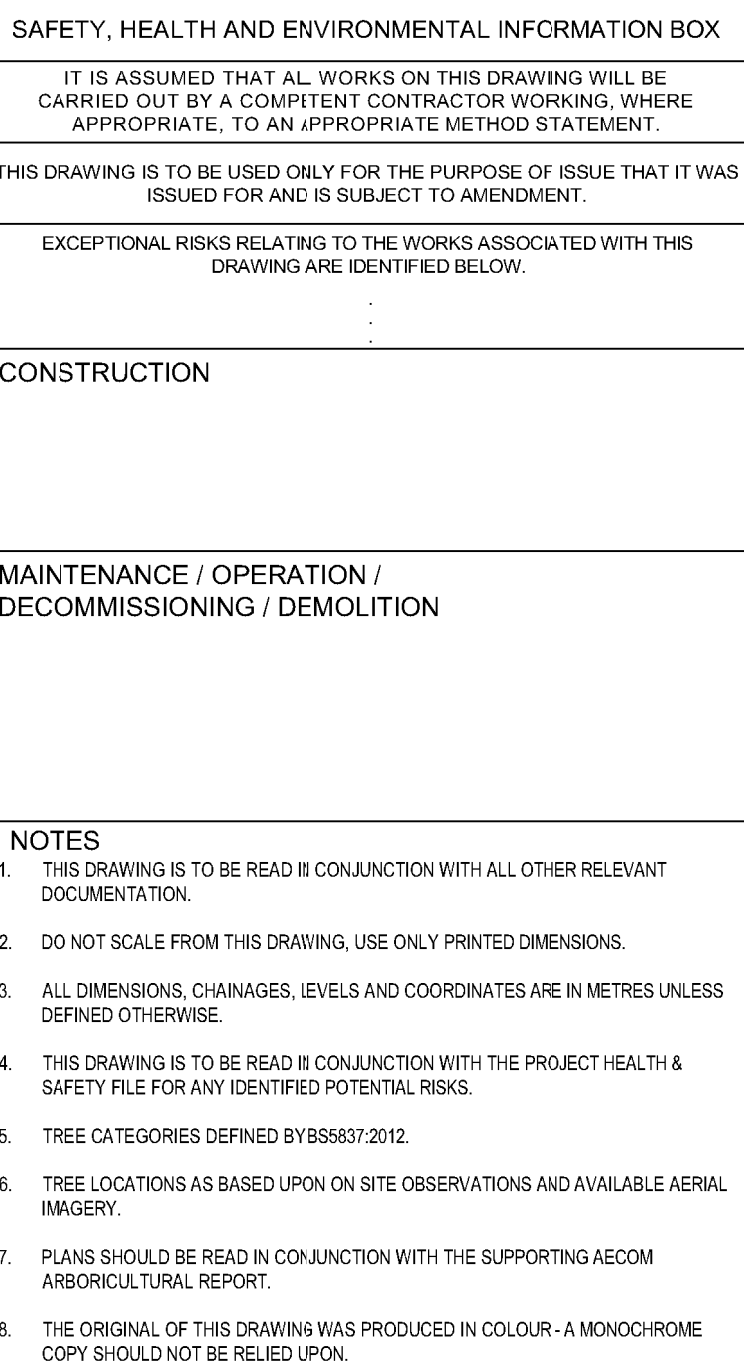 SAFETY, HEALTH AND ENVIRONMENTAL INFORMATION BOX
IT IS ASSUMED THAT ALL WORKS ON THIS DRAWING WILL BE
CARRIED OUT BY A COMPETENT CONTRACTOR WORKING, WHERE
APPROPRIATE, TO AN APPROPRIATE METHOD STATEMENT.
THIS DRAWING IS TO BE USED ONLY FOR THE PURPOSE OF ISSUE THAT IT WAS
ISSUED FOR AND IS SUBJECT TO AMENDMENT.
EXCEPTIONAL RISKS RELATING TO THE WORKS ASSOCIATED WITH THIS
DRAWING ARE IDENTIFIED BELOW.
.
.
.
CONSTRUCTION
MAINTENANCE / OPERATION /
DECOMMISSIONING / DEMOLITION
NOTES
1. THIS DRAWING IS TO BE READ IN CONJUNCTION WITH ALL OTHER RELEVANT
DOCUMENTATION.
2. DO NOT SCALE FROM THIS DRAWING, USE ONLY PRINTED DIMENSIONS.
3. ALL DIMENSIONS, CHAINAGES, LEVELS AND COORDINATES ARE IN METRES UNLESS
DEFINED OTHERWISE.
4. THIS DRAWING IS TO BE READ IN CONJUNCTION WITH THE PROJECT HEALTH &
SAFETY FILE FOR ANY IDENTIFIED POTENTIAL RISKS.
5. TREE CATEGORIES DEFINED BYBS5837:2012.
6. TREE LOCATIONS AS BASED UPON ON SITE OBSERVATIONS AND AVAILABLE AERIAL
IMAGERY.
7. PLANS SHOULD BE READ IN CONJUNCTION WITH THE SUPPORTING AECOM
ARBORICULTURAL REPORT.
8. THE ORIGINAL OF THIS DRAWING WAS PRODUCED IN COLOUR - A MONOCHROME
COPY SHOULD NOT BE RELIED UPON.